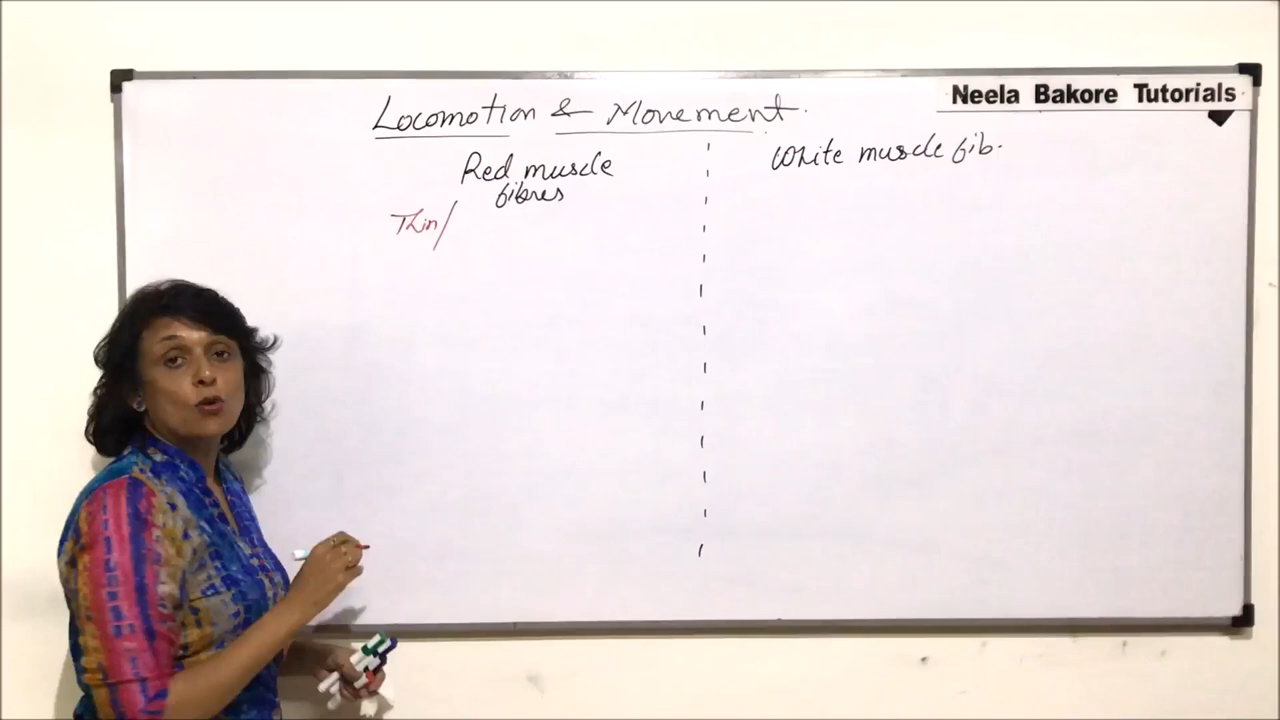 Neela Bakore Tutorials
Locomotion & Movement.
Red muscle
fibres
White muscle fib.
Thin/